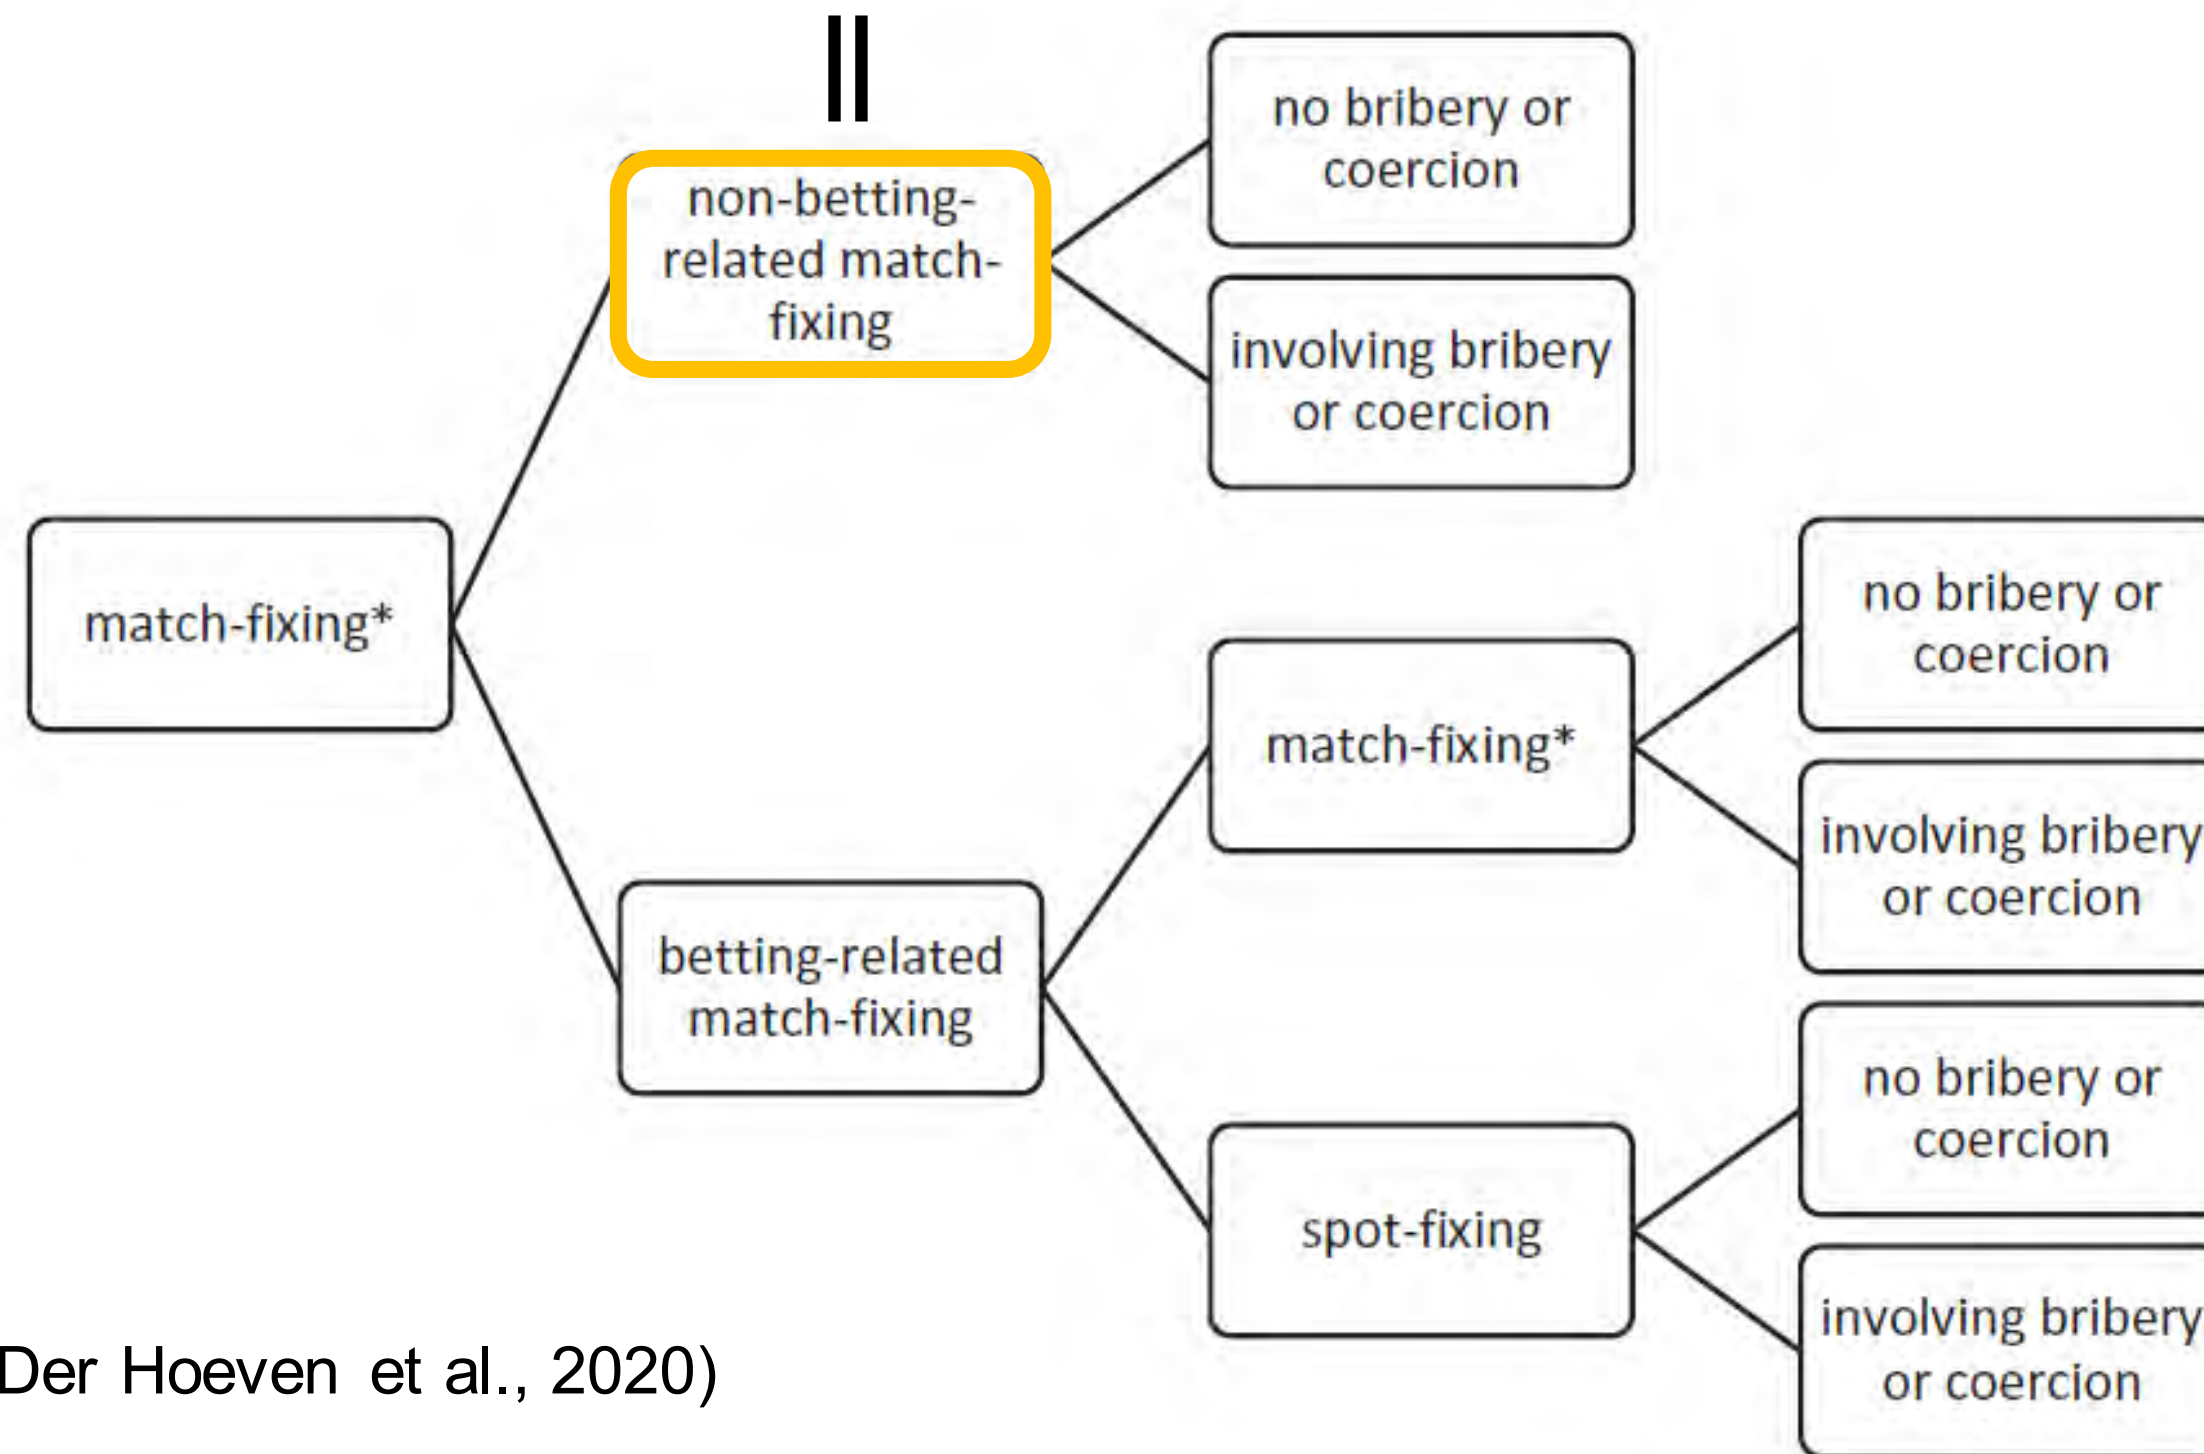 no bribery or
coercion
non-betting-
related match-
fixing
involving bribery
or coercion
match-fixing*
no bribery or
coercion
match-fixing*
involving bribery
or coercion
betting-related
match-fixing
no bribery or
coercion
spot-fixing
involving bribery
or coercion
Der Hoeven et al., 2020)